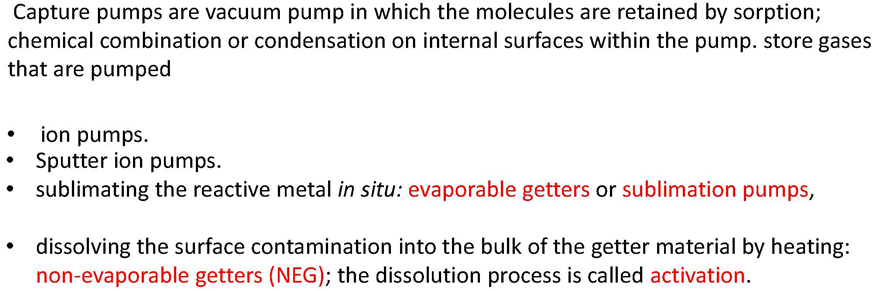 Capture pumps are vacuum pump in which the molecules are retained by sorption;
chemical combination or condensation on internal surfaces within the pump. store gases
that are pumped
• ion pumps.
• Sputter ion pumps.
• sublimating the reactive metal in situ: evaporable getters or sublimation pumps,
• dissolving the surface contamination into the bulk of the getter material by heating:
non-evaporable getters (NEG); the dissolution process is called activation.